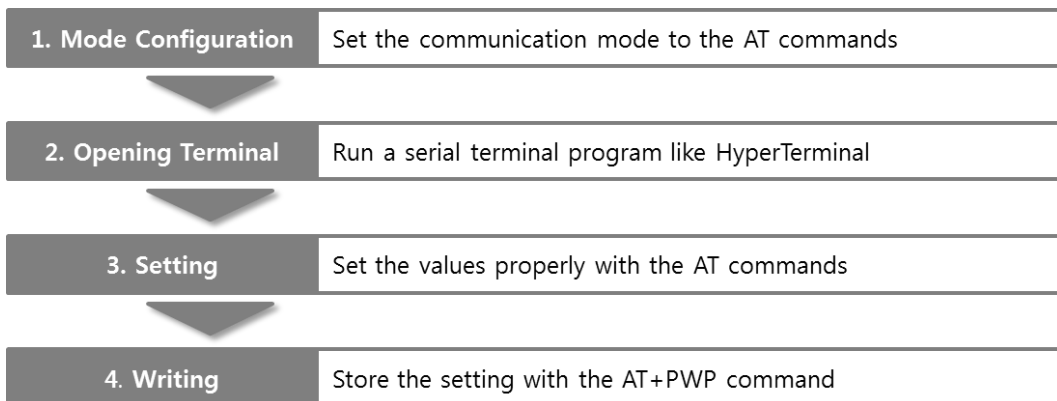 1. Mode Configuration Set the communication mode to the AT commands
2. Opening Terminal Run a serial terminal program like HyperTerminal
3. Setting Set the values properly with the AT commands
4. Writing Store the setting with the AT+PWP command